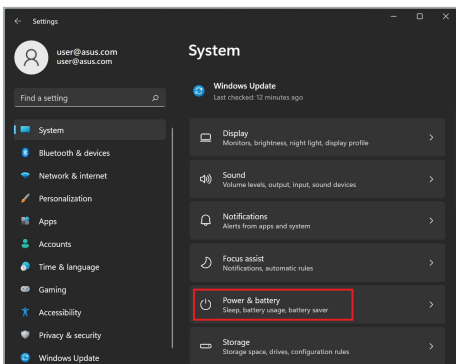 Settings
user@asus.com
user@asus.com
Find a setting
System
Bluetooth & devices
Network & internet
Personalization
Apps
Accounts
Time & language
Gaming
Accessibility
Privacy & security
Windows Update
System
Windows Update
Last checked: 12 minutes ago
Display
Monitors, brightness, night light, display profile
Sound
Volume levels, output, input, sound devices
Notifications
Alerts from apps and system
Focus assist
Notifications, automatic rules
Power & battery
Sleep, battery usage, battery saver
Storage
Storage space, drives, configuration rules